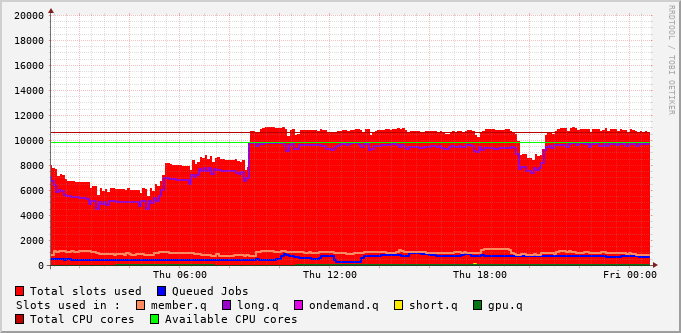 20000
18000
16000
14000
12000
10000
8000
6000
4000
2000
0
Thu 06:00 Thu 12:00 Thu 18:00 Fri 00:00
RRDTOOL / TOBI OETIKER
Total slots used Queued Jobs
Slots used in : member.q long.q ondemand.q short.q gpu.q
Total CPU cores Available CPU cores